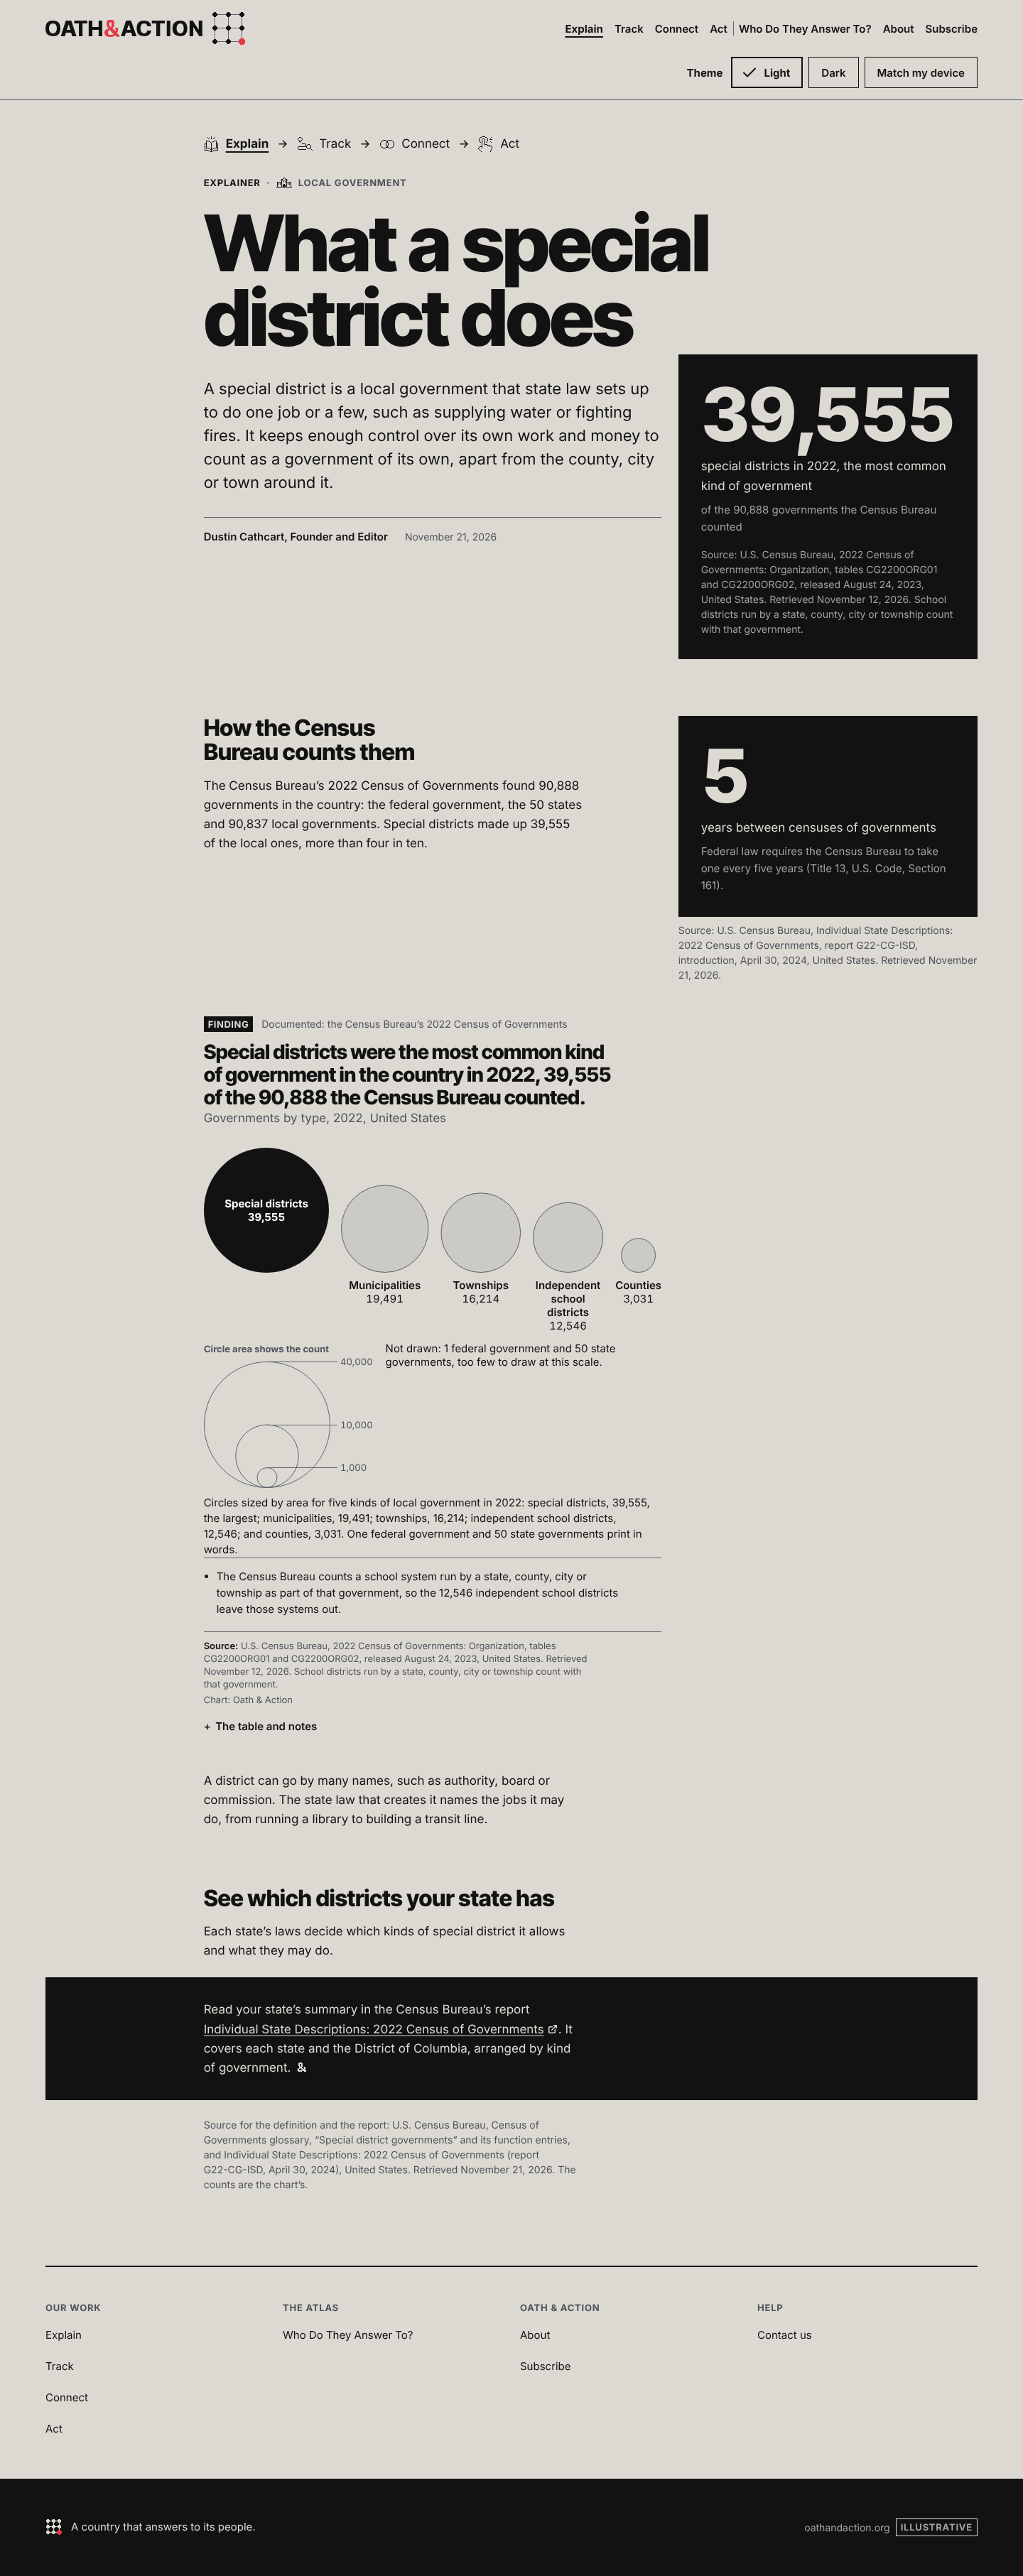 OATH&ACTION
Explain Track Connect Act Who Do They Answer To? About Subscribe
Theme Light Dark Match my device
Explain → Track → Connect → Act
EXPLAINER · LOCAL GOVERNMENT
What a special
district does
A special district is a local government that state law sets up
to do one job or a few, such as supplying water or fighting
fires. It keeps enough control over its own work and money to
count as a government of its own, apart from the county, city
or town around it.
Dustin Cathcart, Founder and Editor November 21, 2026
39,555
special districts in 2022, the most common
kind of government
of the 90,888 governments the Census Bureau
counted
Source: U.S. Census Bureau, 2022 Census of
Governments: Organization, tables CG2200ORG01
and CG2200ORG02, released August 24, 2023,
United States. Retrieved November 12, 2026. School
districts run by a state, county, city or township count
with that government.
How the Census
Bureau counts them
The Census Bureau’s 2022 Census of Governments found 90,888
governments in the country: the federal government, the 50 states
and 90,837 local governments. Special districts made up 39,555
of the local ones, more than four in ten.
5
years between censuses of governments
Federal law requires the Census Bureau to take
one every five years (Title 13, U.S. Code, Section
161).
Source: U.S. Census Bureau, Individual State Descriptions:
2022 Census of Governments, report G22-CG-ISD,
introduction, April 30, 2024, United States. Retrieved November
21, 2026.
FINDING Documented: the Census Bureau’s 2022 Census of Governments
Special districts were the most common kind
of government in the country in 2022, 39,555
of the 90,888 the Census Bureau counted.
Governments by type, 2022, United States
Special districts
39,555
Municipalities
19,491
Townships
16,214
Independent
school
districts
12,546
Counties
3,031
Circle area shows the count
40,000
10,000
1,000
Not drawn: 1 federal government and 50 state
governments, too few to draw at this scale.
Circles sized by area for five kinds of local government in 2022: special districts, 39,555,
the largest; municipalities, 19,491; townships, 16,214; independent school districts,
12,546; and counties, 3,031. One federal government and 50 state governments print in
words.
• The Census Bureau counts a school system run by a state, county, city or
township as part of that government, so the 12,546 independent school districts
leave those systems out.
Source: U.S. Census Bureau, 2022 Census of Governments: Organization, tables
CG2200ORG01 and CG2200ORG02, released August 24, 2023, United States. Retrieved
November 12, 2026. School districts run by a state, county, city or township count with
that government.
Chart: Oath & Action
+ The table and notes
A district can go by many names, such as authority, board or
commission. The state law that creates it names the jobs it may
do, from running a library to building a transit line.
See which districts your state has
Each state’s laws decide which kinds of special district it allows
and what they may do.
Read your state’s summary in the Census Bureau’s report
Individual State Descriptions: 2022 Census of Governments. It
covers each state and the District of Columbia, arranged by kind
of government. &
Source for the definition and the report: U.S. Census Bureau, Census of
Governments glossary, “Special district governments” and its function entries,
and Individual State Descriptions: 2022 Census of Governments (report
G22-CG-ISD, April 30, 2024), United States. Retrieved November 21, 2026. The
counts are the chart’s.
OUR WORK
Explain
Track
Connect
Act
THE ATLAS
Who Do They Answer To?
OATH & ACTION
About
Subscribe
HELP
Contact us
A country that answers to its people.
oathandaction.org ILLUSTRATIVE